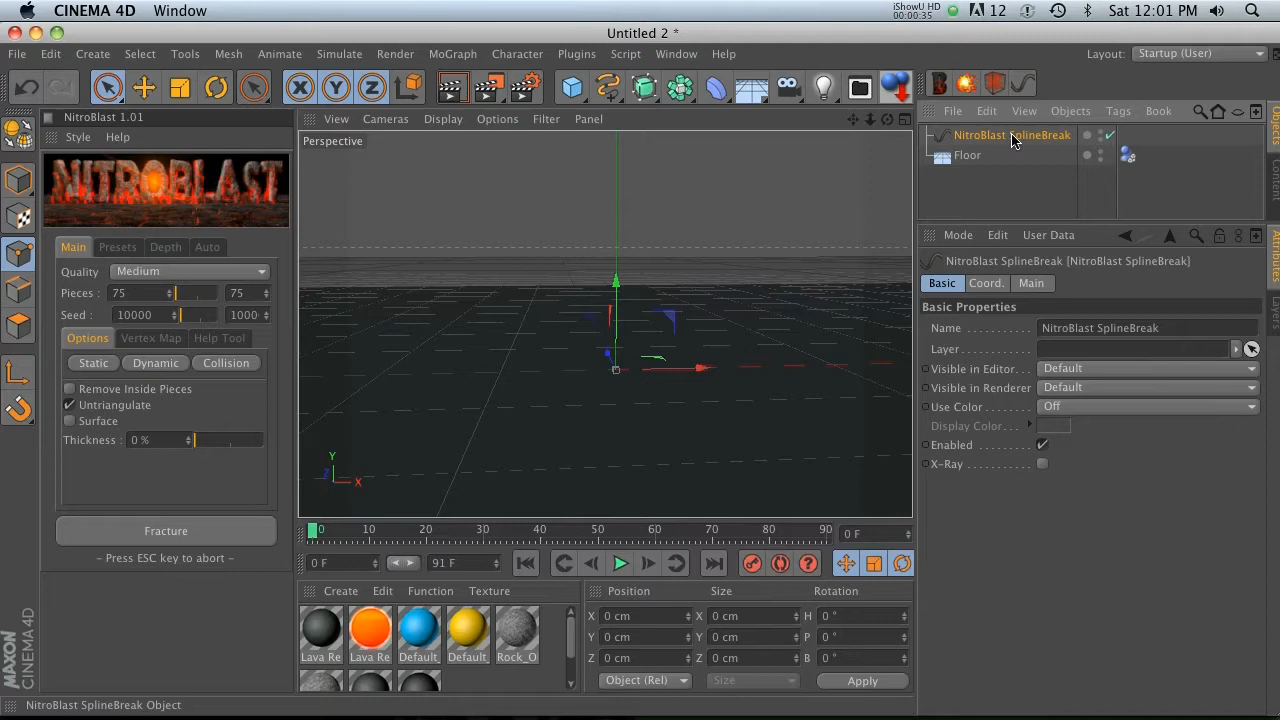 CINEMA 4D Window
iShowU HD
00:00:35
12
Sat 12:01 PM
Untitled 2 *
File Edit Create Select Tools Mesh Animate Simulate Render MoGraph Character Plugins Script Window Help
Layout: Startup (User)
NitroBlast 1.01
Style Help
NITROBLAST
Main Presets Depth Auto
Quality Medium
Pieces : 75 75
Seed : 10000 1000
Options Vertex Map Help Tool
Static Dynamic Collision
Remove Inside Pieces
Untriangulate
Surface
Thickness : 0 %
Fracture
– Press ESC key to abort –
View Cameras Display Options Filter Panel
Perspective
Y
Z
X
0 10 20 30 40 50 60 70 80 90
0 F
0 F 91 F
Create Edit Function Texture
Lava Re Lava Re Default_ Default_ Rock_O
Position Size Rotation
X 0 cm X 0 cm H 0 °
Y 0 cm Y 0 cm P 0 °
Z 0 cm Z 0 cm B 0 °
Object (Rel) Size Apply
File Edit View Objects Tags Book
NitroBlast SplineBreak
Floor
Objects
Content
Mode Edit User Data
NitroBlast SplineBreak [NitroBlast SplineBreak]
Basic Coord. Main
Basic Properties
Name NitroBlast SplineBreak
Layer
Visible in Editor Default
Visible in Renderer Default
Use Color Off
Display Color
Enabled
X-Ray
Attributes
Layers
MAXON
CINEMA 4D
NitroBlast SplineBreak Object